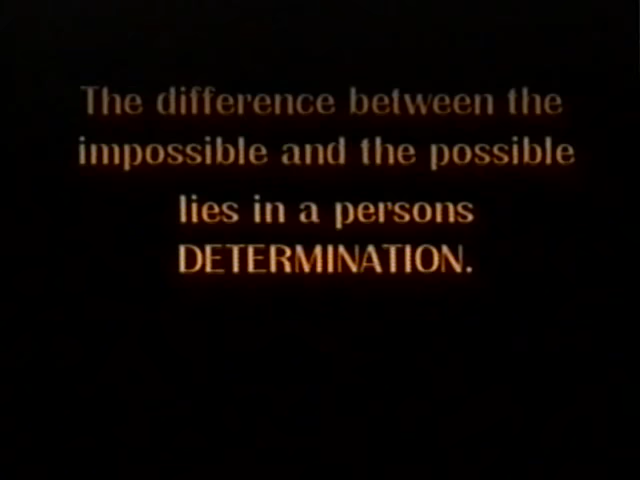 The difference between the
impossible and the possible
lies in a persons
DETERMINATION.